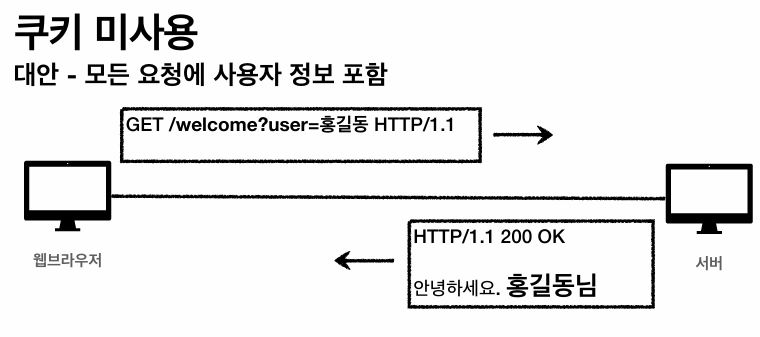 쿠키 미사용
대안 - 모든 요청에 사용자 정보 포함
GET /welcome?user=홍길동 HTTP/1.1
웹브라우저
서버
HTTP/1.1 200 OK
안녕하세요. 홍길동님